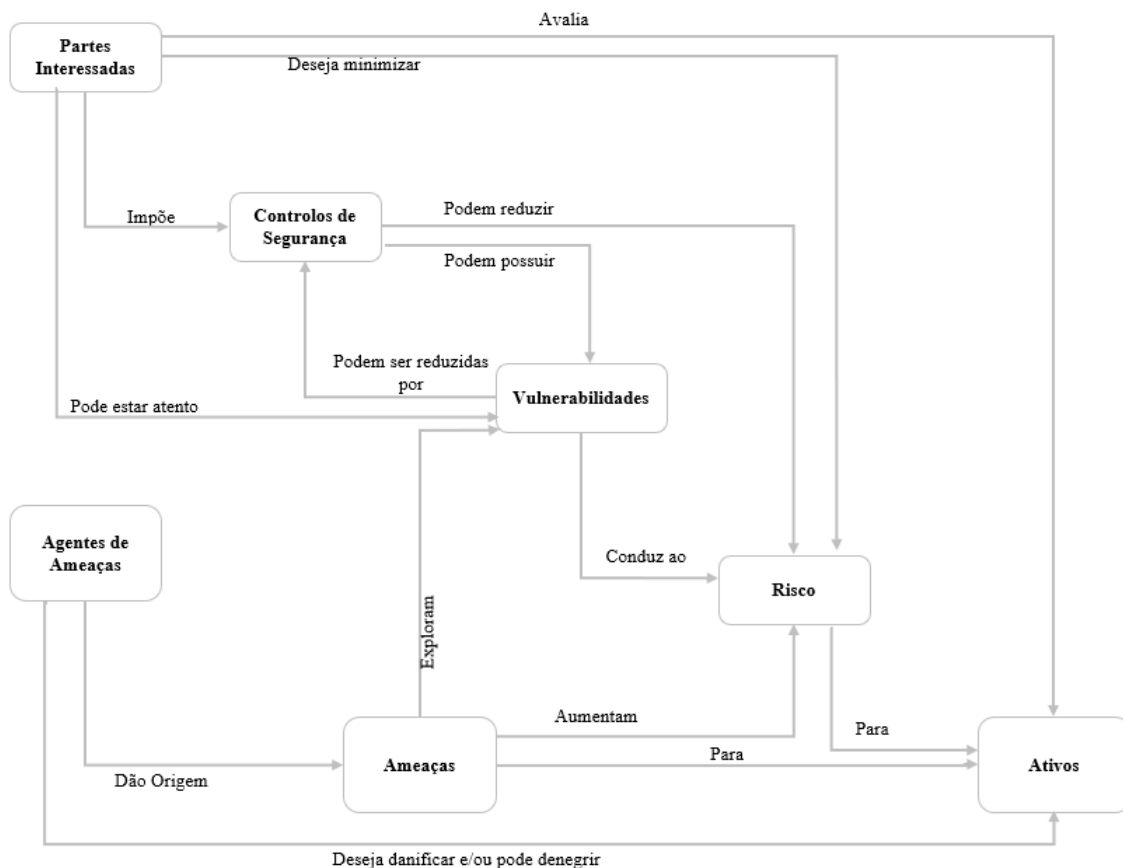 Avalia
Partes
Interessadas
Deseja minimizar
Impõe
Controlos de
Segurança
Podem reduzir
Podem possuir
Podem ser reduzidas
por
Vulnerabilidades
Pode estar atento
Agentes de
Ameaças
Conduz ao
Risco
Exploram
Aumentam
Para
Para
Ameaças
Ativos
Dão Origem
Deseja danificar e/ou pode denegrir